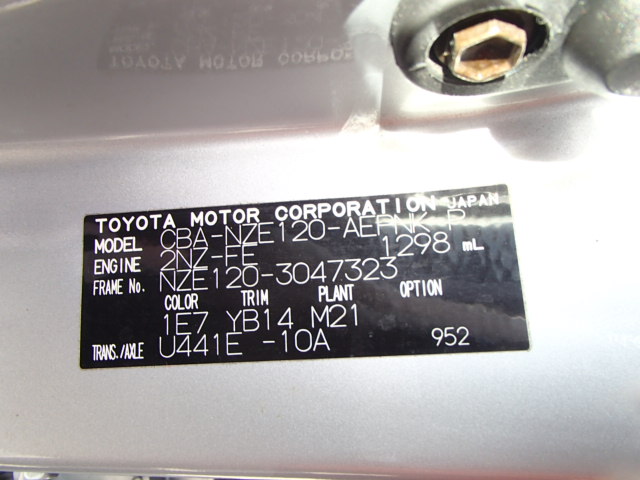 TOYOTA MOTOR CORPORATION JAPAN
MODEL CBA-NZE120-AEPNK P
ENGINE 2NZ-FE 1298 mL
FRAME No. NZE120-3047323
COLOR TRIM PLANT OPTION
1E7 YB14 M21
TRANS./AXLE U441E -10A 952